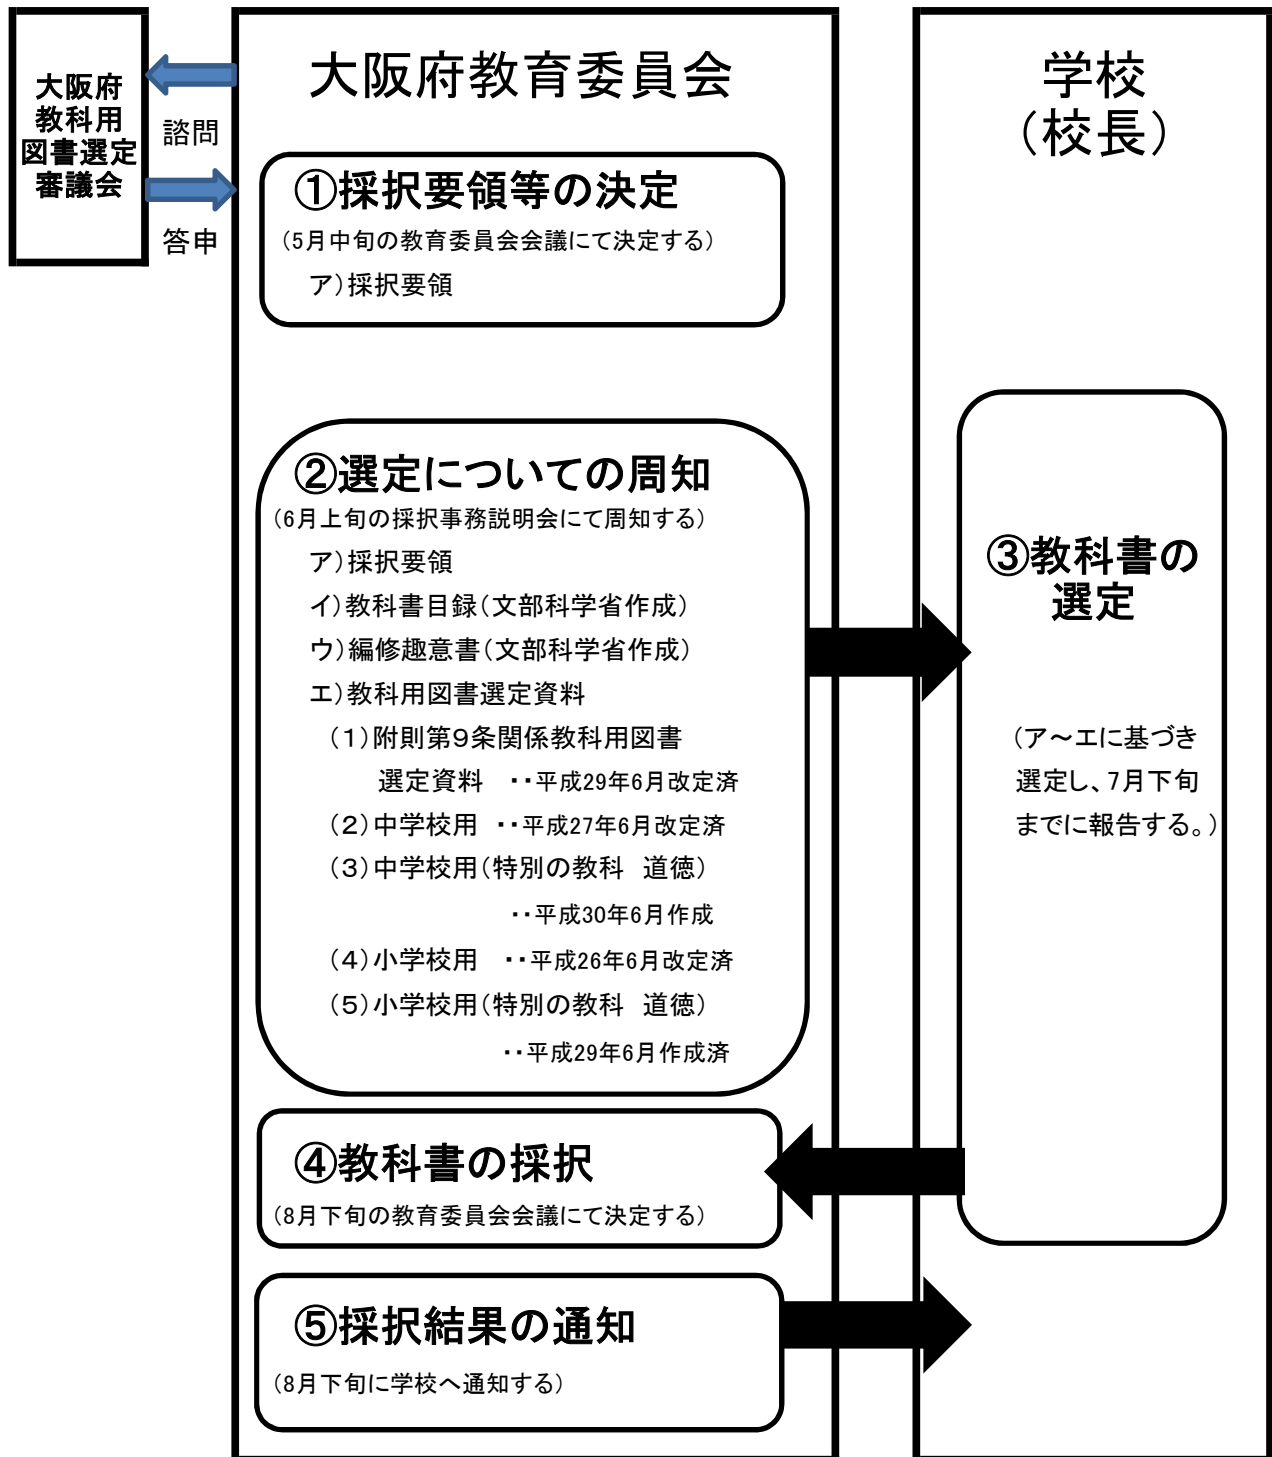 大阪府
教科用
図書選定
審議会
諮問
答申
大阪府教育委員会
①採択要領等の決定
（5月中旬の教育委員会会議にて決定する）
ア）採択要領
②選定についての周知
（6月上旬の採択事務説明会にて周知する）
ア）採択要領
イ）教科書目録（文部科学省作成）
ウ）編修趣意書（文部科学省作成）
エ）教科用図書選定資料
（1）附則第9条関係教科用図書
選定資料　・・平成29年6月改定済
（2）中学校用　・・平成27年6月改定済
（3）中学校用（特別の教科　道徳）
・・平成30年6月作成
（4）小学校用　・・平成26年6月改定済
（5）小学校用（特別の教科　道徳）
・・平成29年6月作成済
④教科書の採択
（8月下旬の教育委員会会議にて決定する）
⑤採択結果の通知
（8月下旬に学校へ通知する）
学校
（校長）
③教科書の
選定
（ア～エに基づき
選定し、7月下旬
までに報告する。）